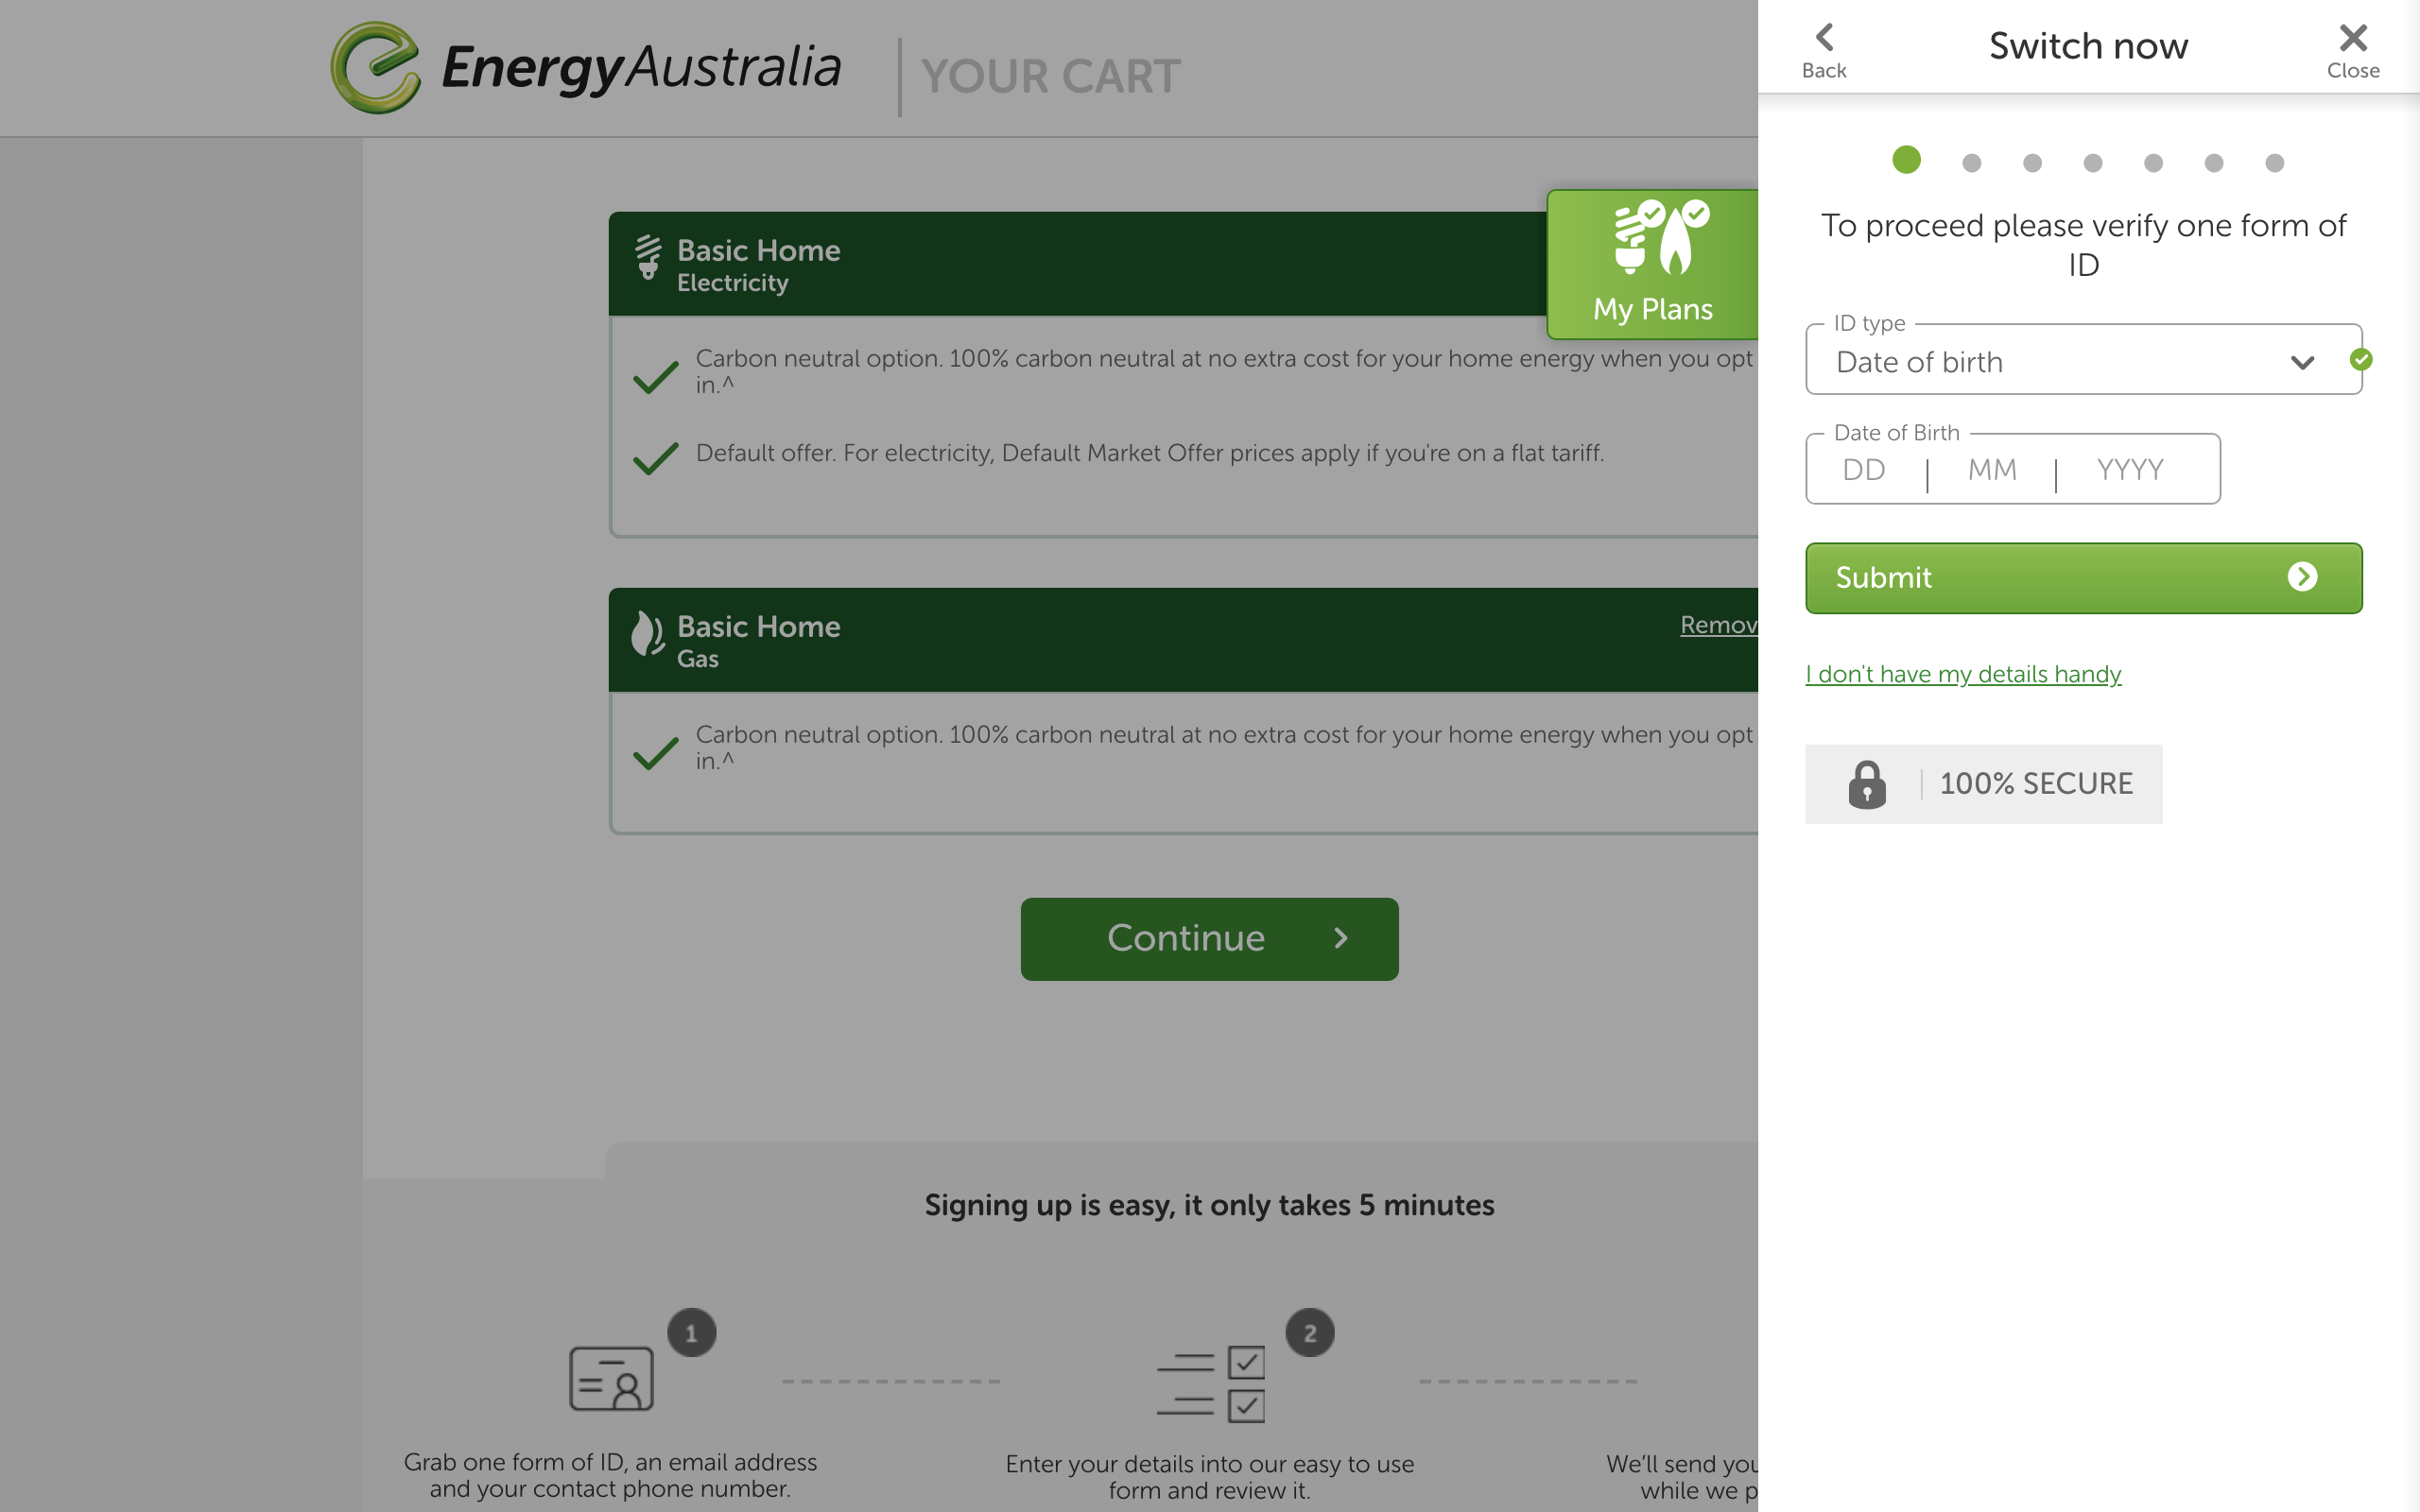 EnergyAustralia
YOUR CART
Basic Home
Electricity
My Plans
Carbon neutral option. 100% carbon neutral at no extra cost for your home energy when you opt
in.^
Default offer. For electricity, Default Market Offer prices apply if you're on a flat tariff.
Basic Home
Gas
Remov
Carbon neutral option. 100% carbon neutral at no extra cost for your home energy when you opt
in.^
Continue
Signing up is easy, it only takes 5 minutes
1
2
Grab one form of ID, an email address
and your contact phone number.
Enter your details into our easy to use
form and review it.
We'll send you
while we p
Back
Switch now
Close
To proceed please verify one form of
ID
ID type
Date of birth
Date of Birth
DD | MM | YYYY
Submit
I don't have my details handy
100% SECURE